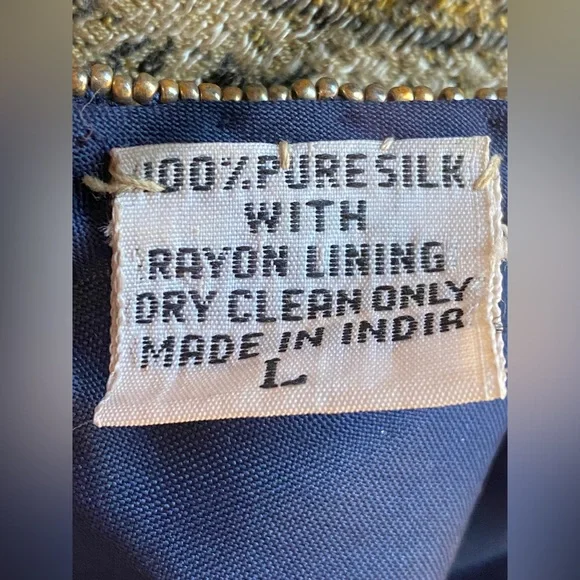 100% PURE SILK
WITH
RAYON LINING
DRY CLEAN ONLY
MADE IN INDIA
L